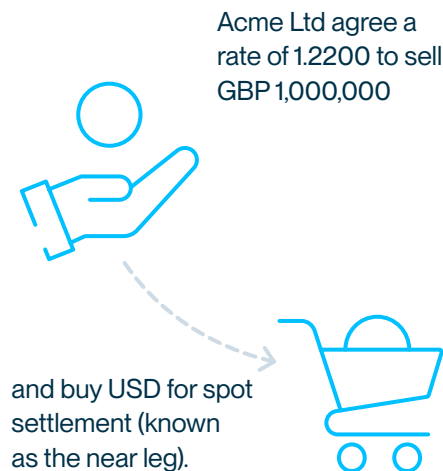 Acme Ltd agree a
rate of 1.2200 to sell
GBP 1,000,000
and buy USD for spot
settlement (known
as the near leg).